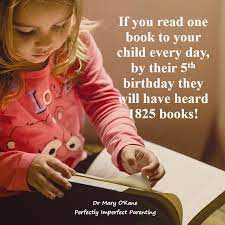 If you read one
book to your
child every day,
by their 5th
birthday they
will have heard
1825 books!
Love
Dr Mary O'Kane
Perfectly Imperfect Parenting